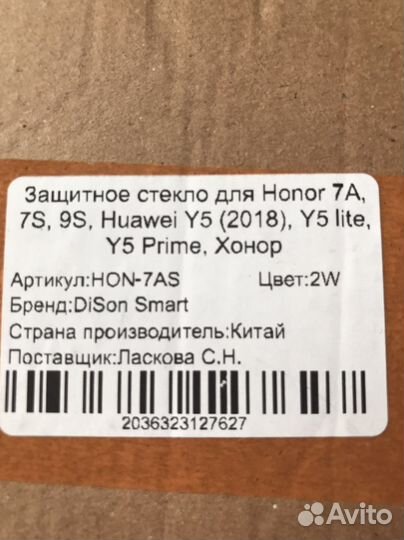 Защитное стекло для Honor 7A,
7S, 9S, Huawei Y5 (2018), Y5 lite,
Y5 Prime, Хонор
Артикул:HON-7AS Цвет:2W
Бренд:DiSon Smart
Страна производитель:Китай
Поставщик:Ласкова С.Н.
2036323127627
Avito